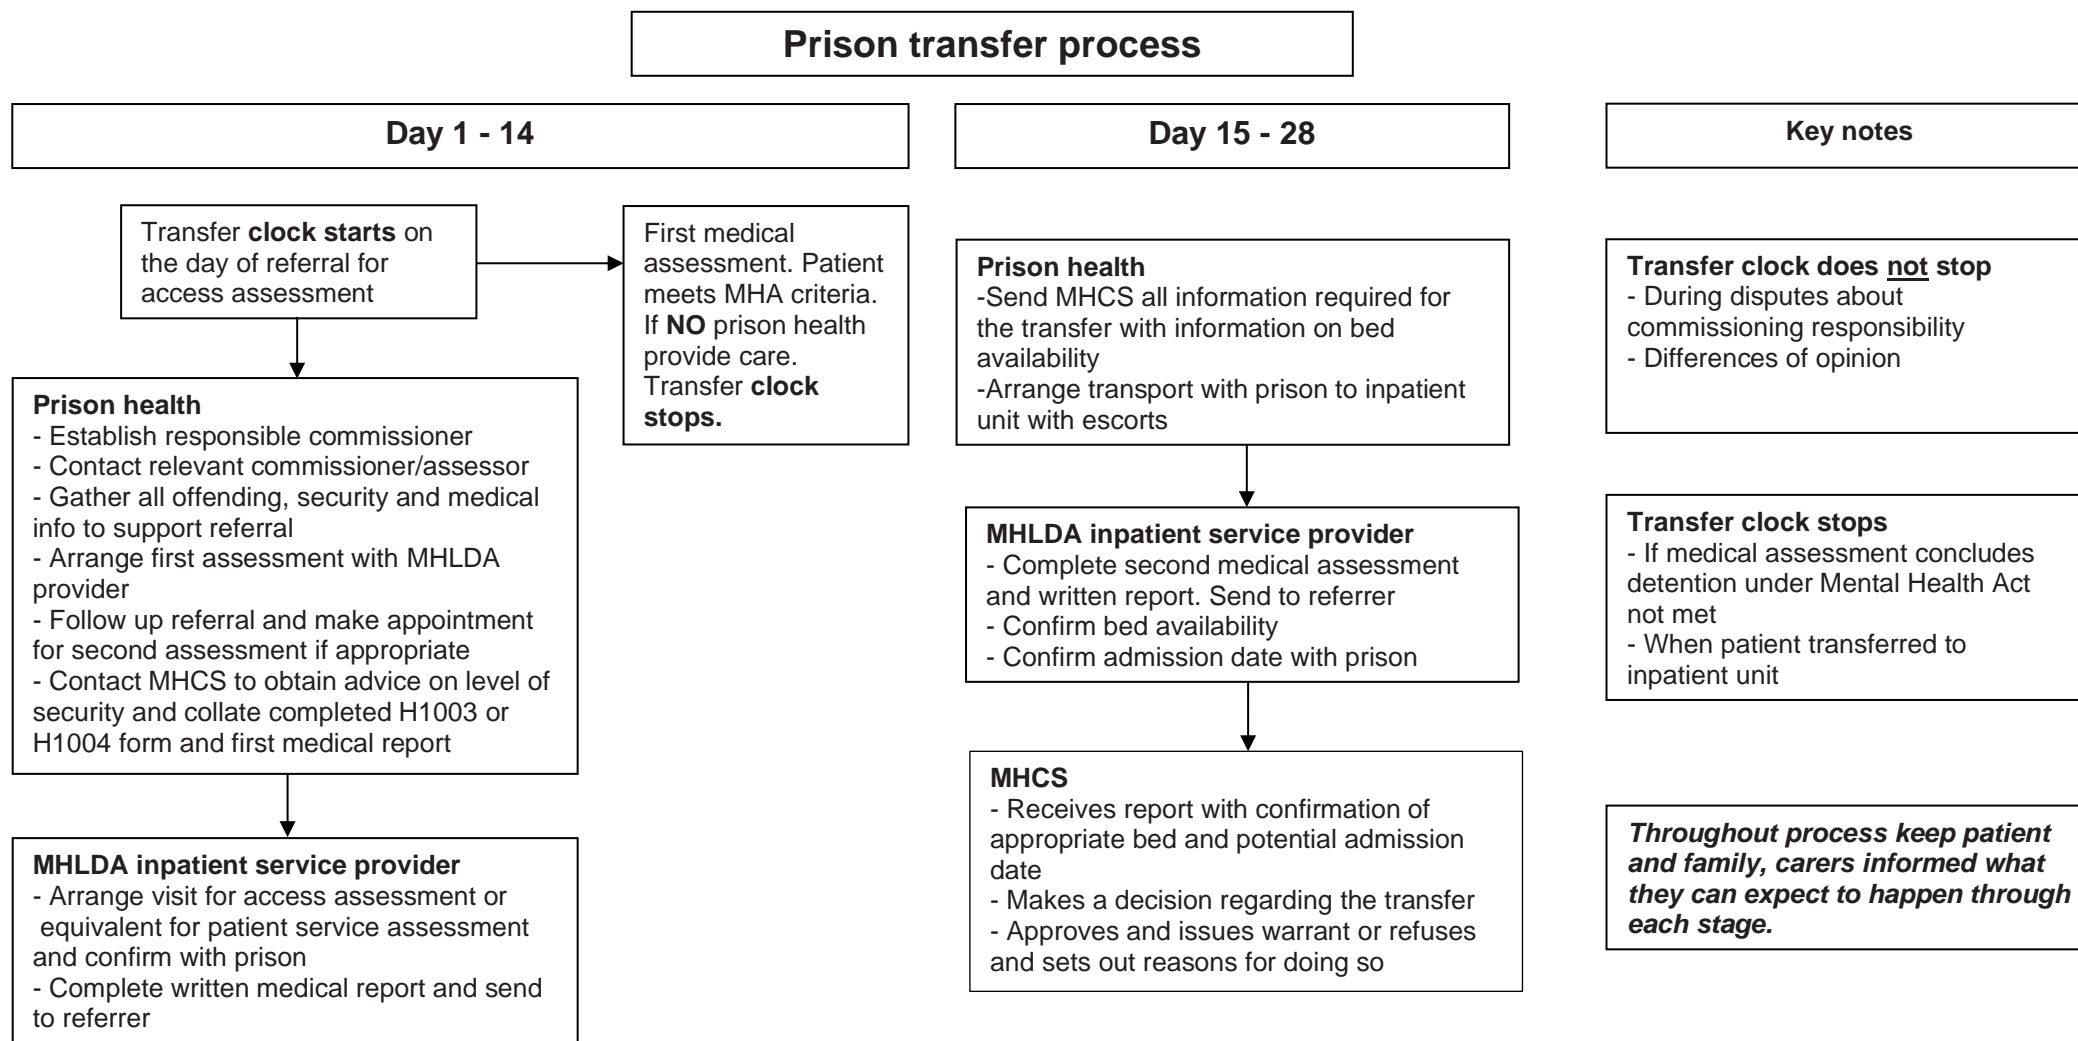 Prison transfer process
Day 1 - 14
Transfer clock starts on
the day of referral for
access assessment
First medical
assessment. Patient
meets MHA criteria.
If NO prison health
provide care.
Transfer clock
stops.
Prison health
- Establish responsible commissioner
- Contact relevant commissioner/assessor
- Gather all offending, security and medical
info to support referral
- Arrange first assessment with MHLDA
provider
- Follow up referral and make appointment
for second assessment if appropriate
- Contact MHCS to obtain advice on level of
security and collate completed H1003 or
H1004 form and first medical report
MHLDA inpatient service provider
- Arrange visit for access assessment or
equivalent for patient service assessment
and confirm with prison
- Complete written medical report and send
to referrer
Day 15 - 28
Prison health
-Send MHCS all information required for
the transfer with information on bed
availability
-Arrange transport with prison to inpatient
unit with escorts
MHLDA inpatient service provider
- Complete second medical assessment
and written report. Send to referrer
- Confirm bed availability
- Confirm admission date with prison
MHCS
- Receives report with confirmation of
appropriate bed and potential admission
date
- Makes a decision regarding the transfer
- Approves and issues warrant or refuses
and sets out reasons for doing so
Key notes
Transfer clock does not stop
- During disputes about
commissioning responsibility
- Differences of opinion
Transfer clock stops
- If medical assessment concludes
detention under Mental Health Act
not met
- When patient transferred to
inpatient unit
Throughout process keep patient
and family, carers informed what
they can expect to happen through
each stage.